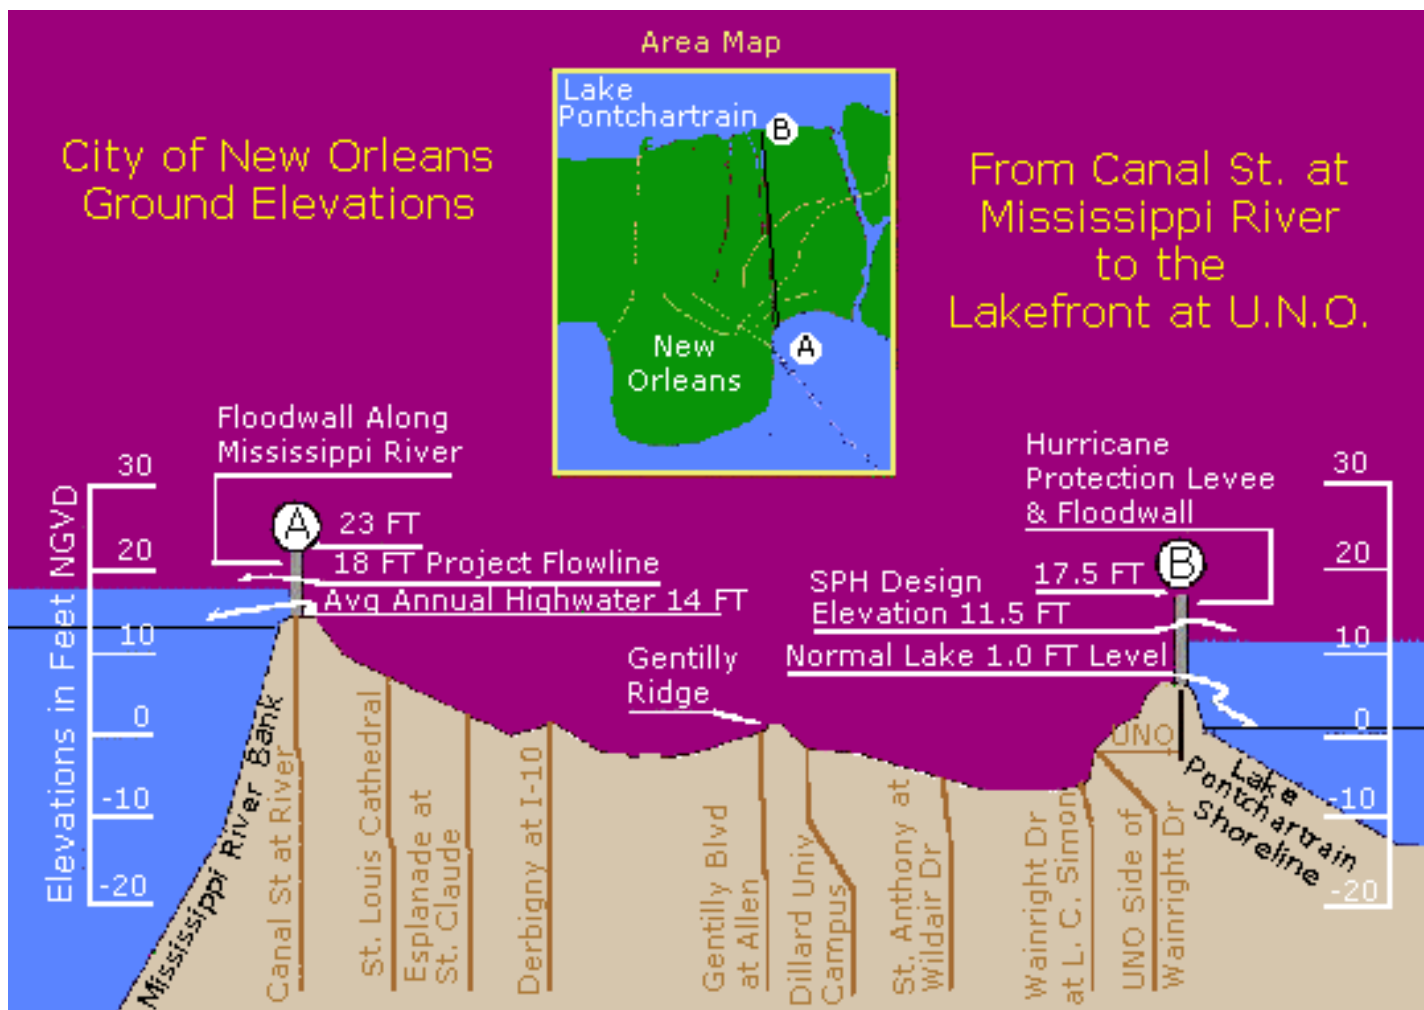 Area Map
Lake
Pontchartrain
B
A
New
Orleans
City of New Orleans
Ground Elevations
From Canal St. at
Mississippi River
to the
Lakefront at U.N.O.
Floodwall Along
Mississippi River
A
23 FT
18 FT Project Flowline
Avg Annual Highwater 14 FT
Hurricane
Protection Levee
& Floodwall
B
17.5 FT
SPH Design
Elevation 11.5 FT
Normal Lake 1.0 FT Level
Gentilly
Ridge
Elevations in Feet NGVD
30
20
10
0
-10
-20
30
20
10
0
-10
-20
Mississippi River Bank
Canal St at River
St. Louis Cathedral
Esplanade at
St. Claude
Derbigny at I-10
Gentilly Blvd
at Allen
Dillard Univ
Campus
St. Anthony at
Wildair Dr
Wainright Dr
at L. C. Simon
UNO Side of
Wainright Dr
UNO
Lake
Pontchartrain
Shoreline